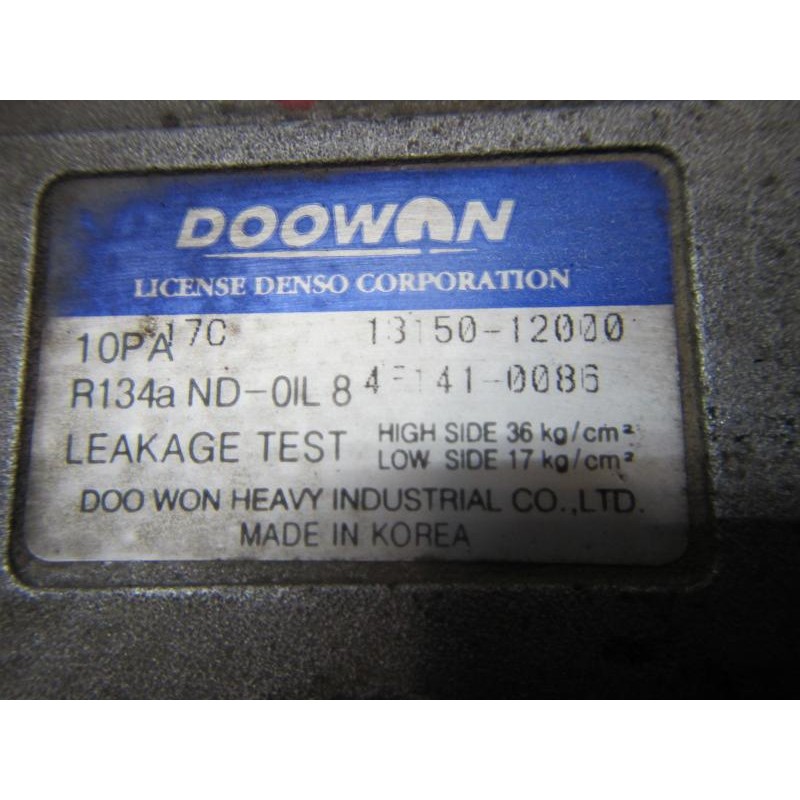 DOOWON
LICENSE DENSO CORPORATION
10PA17C 13150-12000
R134a ND-OIL 8
LEAKAGE TEST HIGH SIDE 36 kg/cm²
LOW SIDE 17 kg/cm²
DOO WON HEAVY INDUSTRIAL CO.,LTD.
MADE IN KOREA